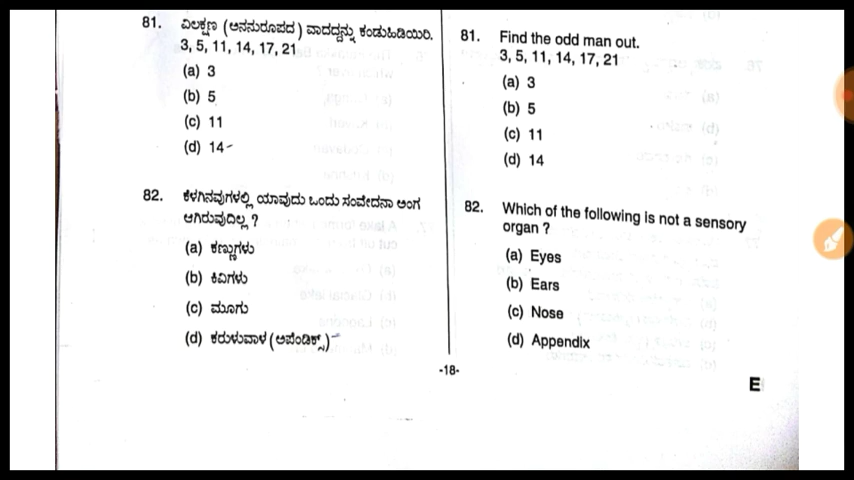 81. ವಿಲಕ್ಷಣ (ಅನನುರೂಪದ) ವಾದದ್ದನ್ನು ಕಂಡುಹಿಡಿಯಿರಿ.
3, 5, 11, 14, 17, 21
(a) 3
(b) 5
(c) 11
(d) 14
82. ಕೆಳಗಿನವುಗಳಲ್ಲಿ ಯಾವುದು ಒಂದು ಸಂವೇದನಾ ಅಂಗ
ಆಗಿರುವುದಿಲ್ಲ ?
(a) ಕಣ್ಣುಗಳು
(b) ಕಿವಿಗಳು
(c) ಮೂಗು
(d) ಕರುಳುವಾಳ (ಅಪೆಂಡಿಕ್ಸ್)
81. Find the odd man out.
3, 5, 11, 14, 17, 21
(a) 3
(b) 5
(c) 11
(d) 14
82. Which of the following is not a sensory
organ ?
(a) Eyes
(b) Ears
(c) Nose
(d) Appendix
-18-
E